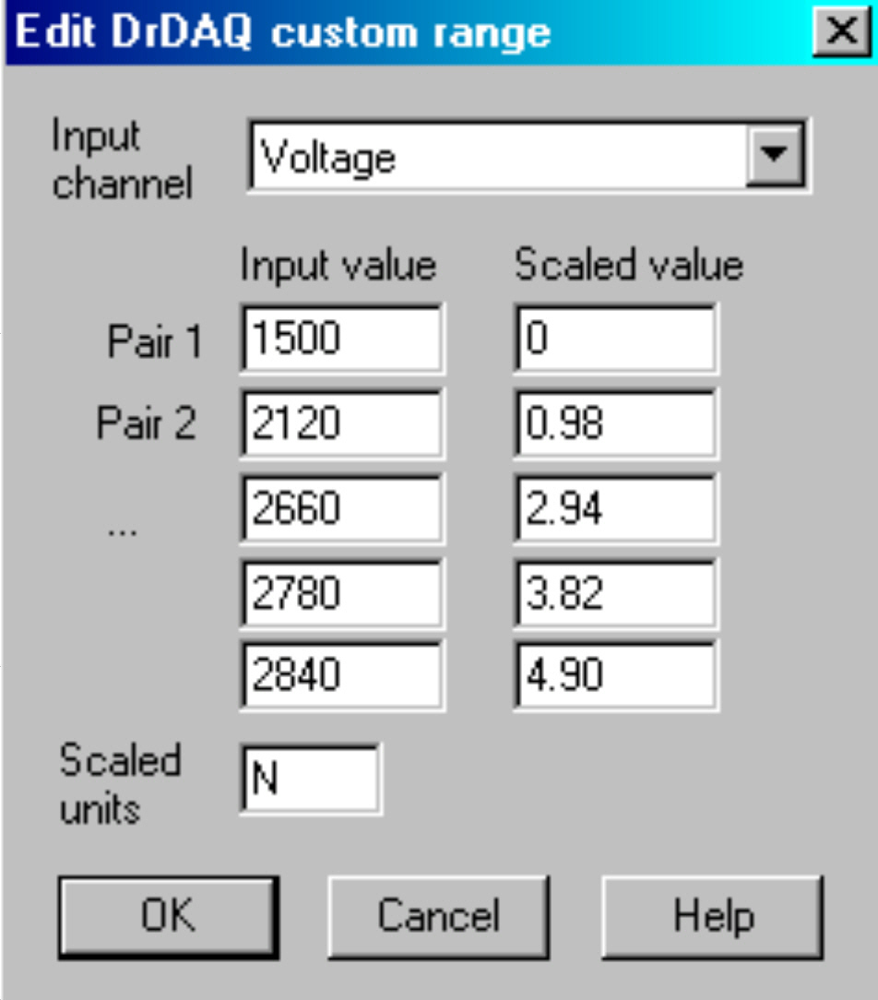 Edit DrDAQ custom range
Input
channel
Voltage
Input value Scaled value
Pair 1 1500 0
Pair 2 2120 0.98
... 2660 2.94
2780 3.82
2840 4.90
Scaled
units
N
OK Cancel Help